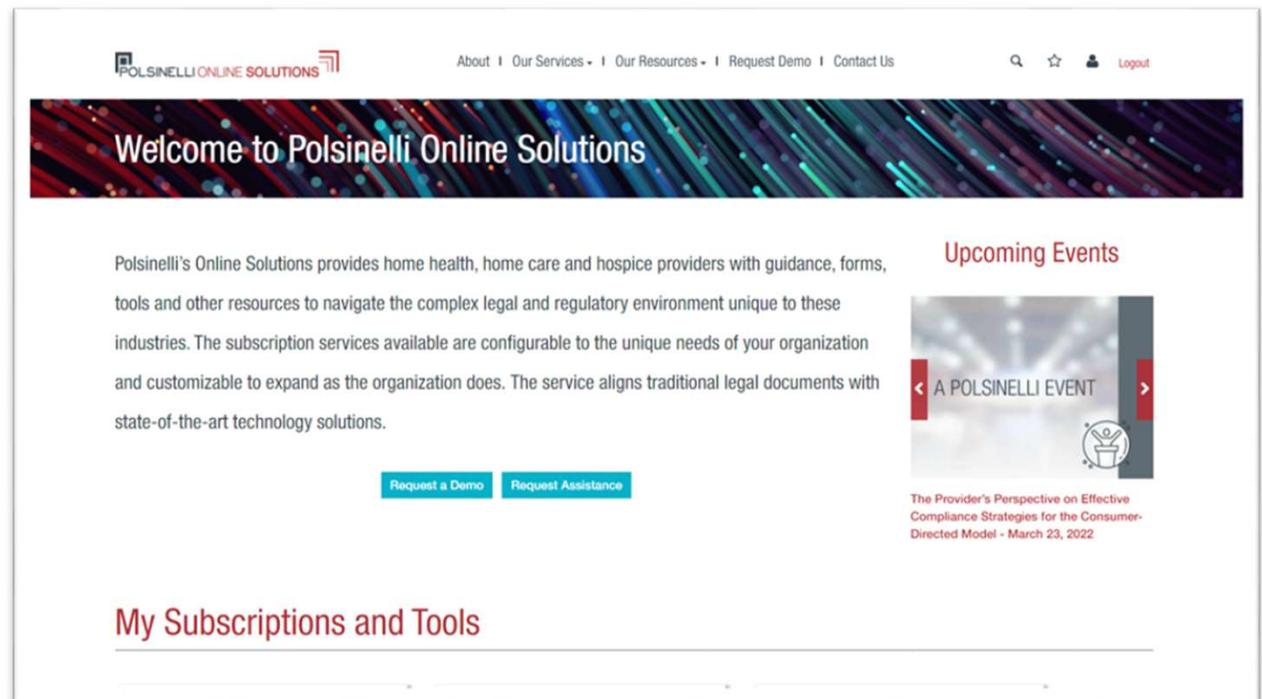 POLSINELLI ONLINE SOLUTIONS
About I Our Services I Our Resources I Request Demo I Contact Us
Logout
Welcome to Polsinelli Online Solutions
Polsinelli's Online Solutions provides home health, home care and hospice providers with guidance, forms,
tools and other resources to navigate the complex legal and regulatory environment unique to these
industries. The subscription services available are configurable to the unique needs of your organization
and customizable to expand as the organization does. The service aligns traditional legal documents with
state-of-the-art technology solutions.
Request a Demo
Request Assistance
Upcoming Events
A POLSINELLI EVENT
The Provider's Perspective on Effective
Compliance Strategies for the Consumer-
Directed Model - March 23, 2022
My Subscriptions and Tools